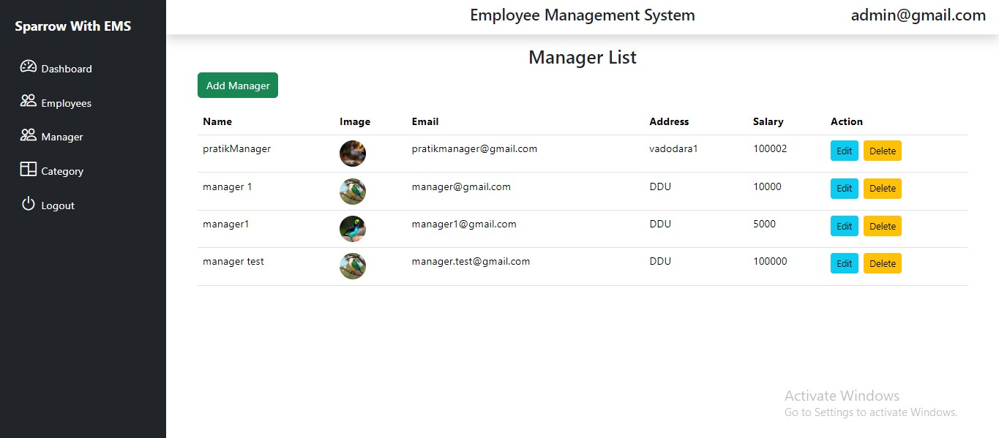 Sparrow With EMS
Dashboard
Employees
Manager
Category
Logout
Employee Management System
admin@gmail.com
Manager List
Add Manager
Name Image Email Address Salary Action
pratikManager pratikmanager@gmail.com vadodara1 100002 Edit Delete
manager 1 manager@gmail.com DDU 10000 Edit Delete
manager1 manager1@gmail.com DDU 5000 Edit Delete
manager test manager.test@gmail.com DDU 100000 Edit Delete
Activate Windows
Go to Settings to activate Windows.